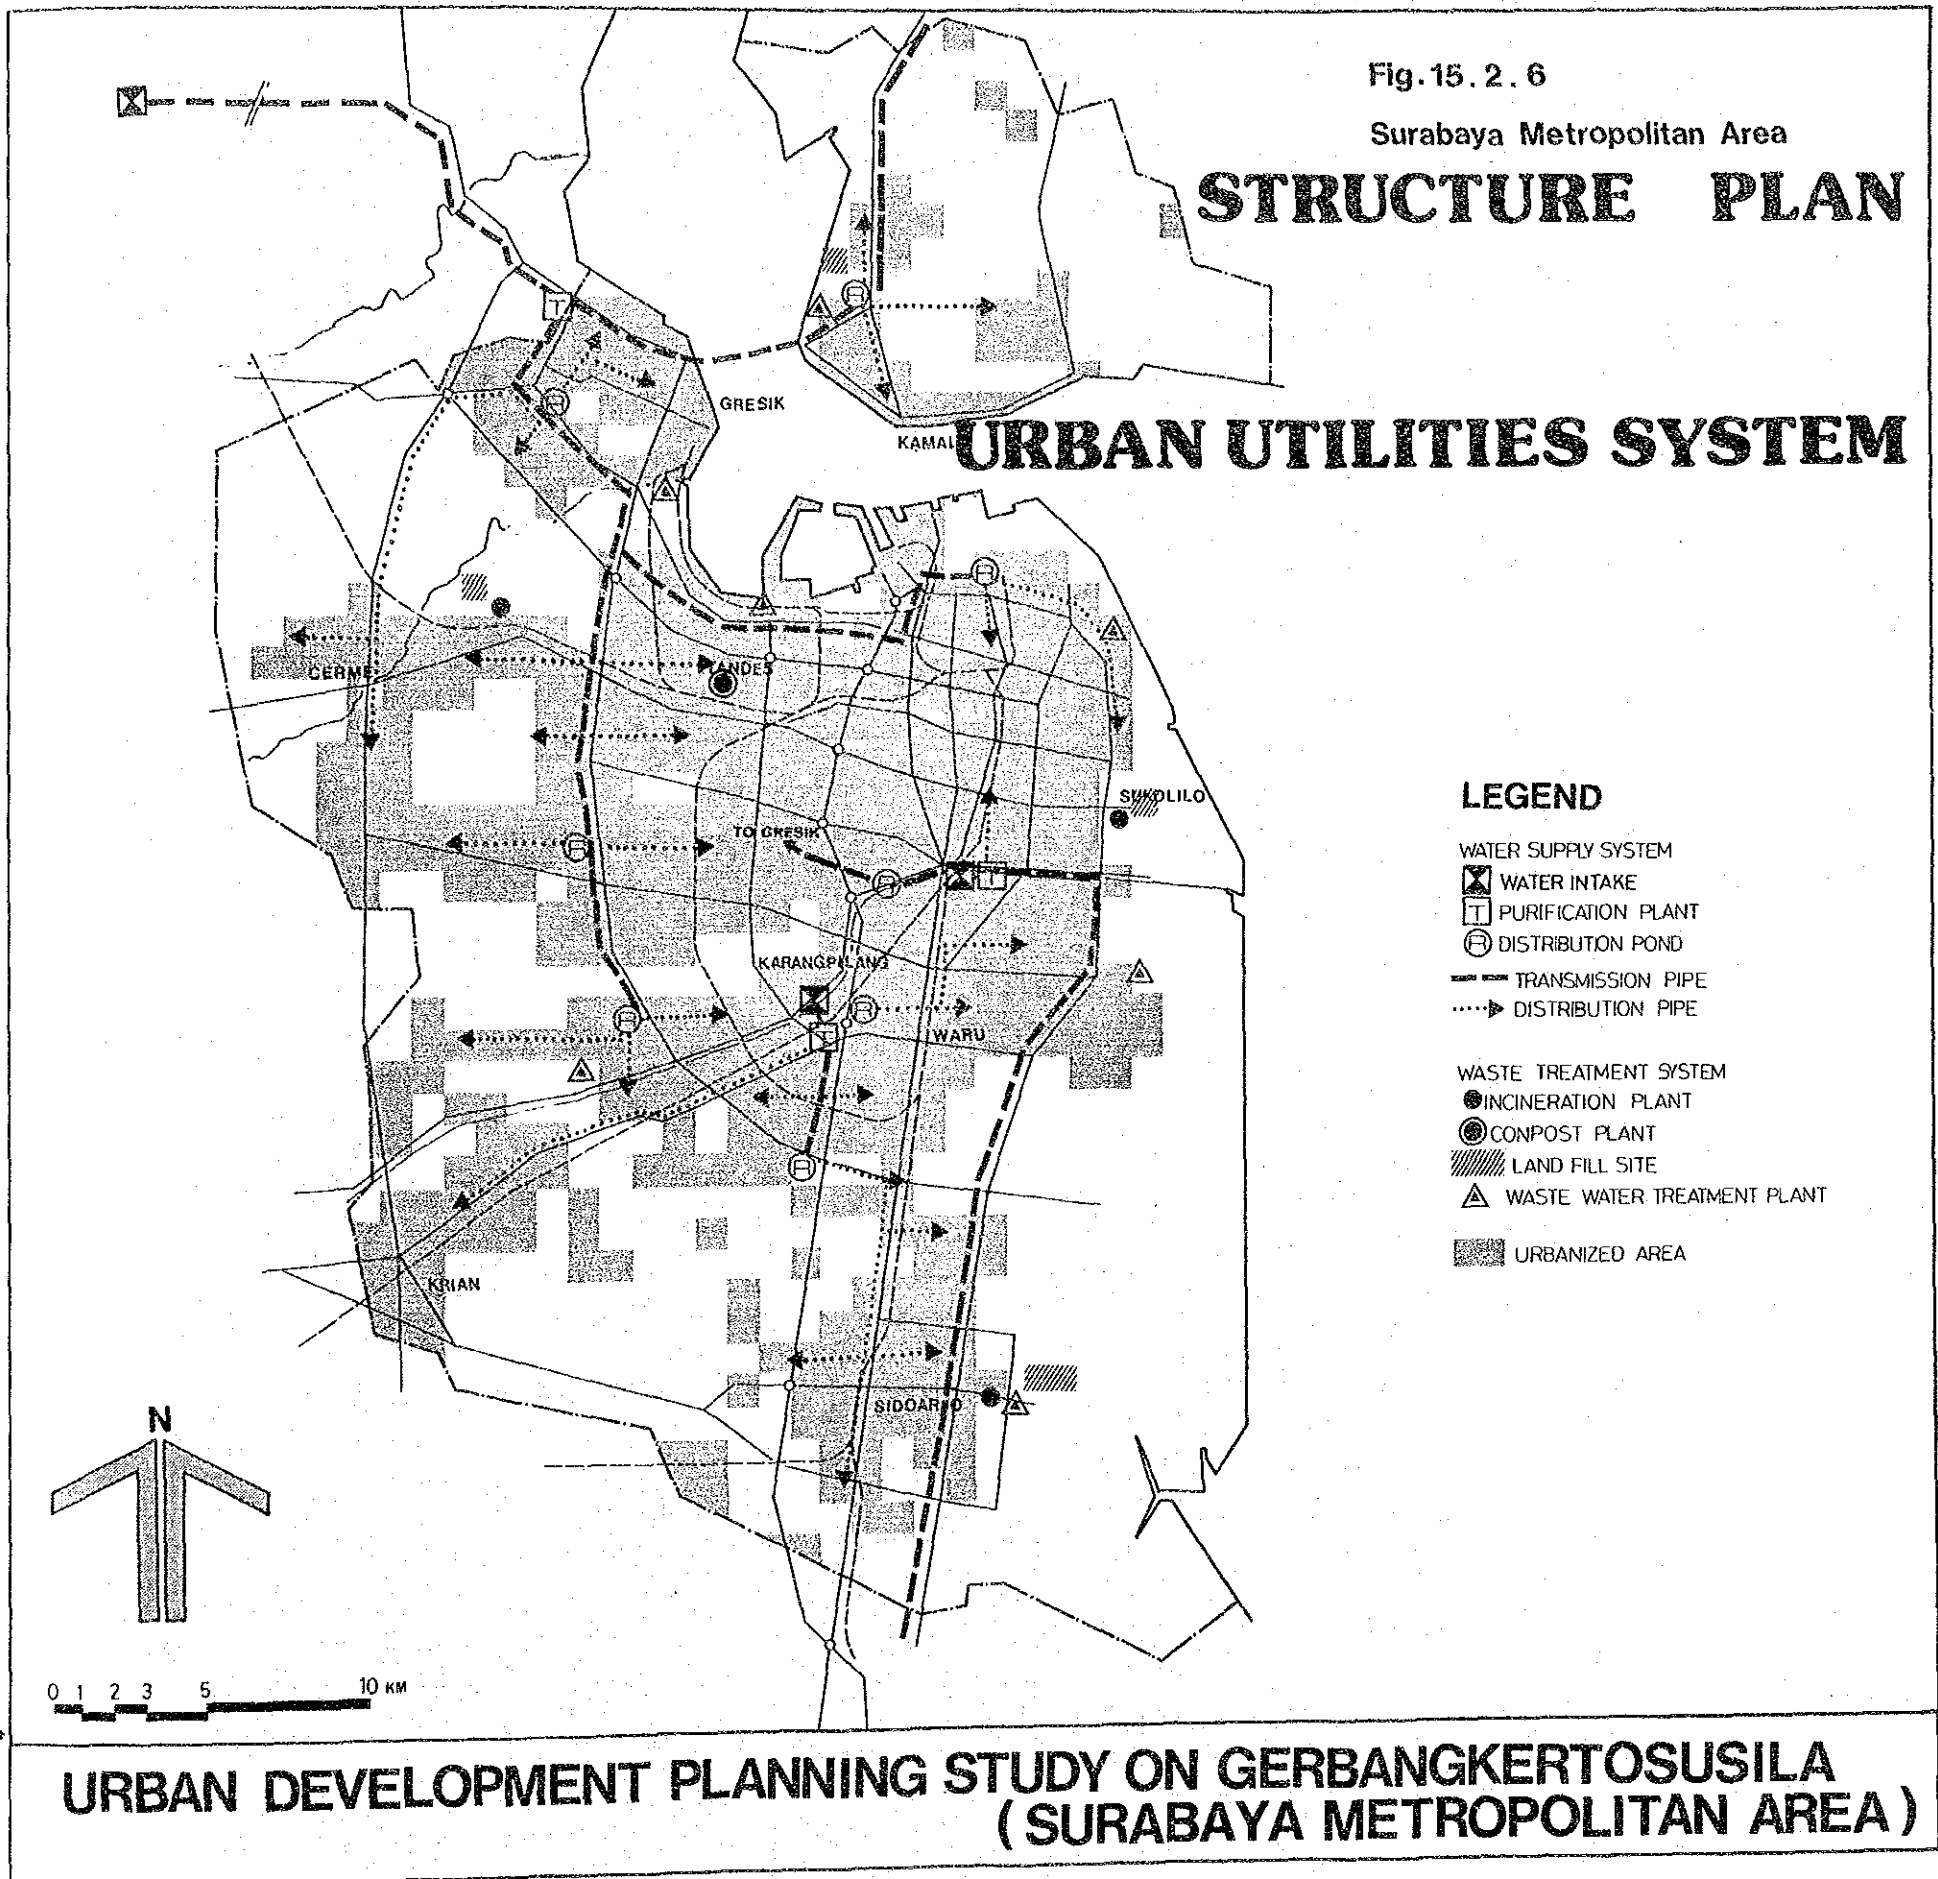 Fig.15.2.6
Surabaya Metropolitan Area
STRUCTURE PLAN
URBAN UTILITIES SYSTEM
GRESIK
KAMAL
CERME
TANDES
SUKOLILO
TO GRESIK
KARANGPILANG
WARU
KRIAN
SIDOARJO
LEGEND
WATER SUPPLY SYSTEM
WATER INTAKE
T PURIFICATION PLANT
DISTRIBUTION POND
TRANSMISSION PIPE
DISTRIBUTION PIPE
WASTE TREATMENT SYSTEM
INCINERATION PLANT
CONPOST PLANT
LAND FILL SITE
WASTE WATER TREATMENT PLANT
URBANIZED AREA
N
0 1 2 3 5 10 KM
URBAN DEVELOPMENT PLANNING STUDY ON GERBANGKERTOSUSILA
(SURABAYA METROPOLITAN AREA)